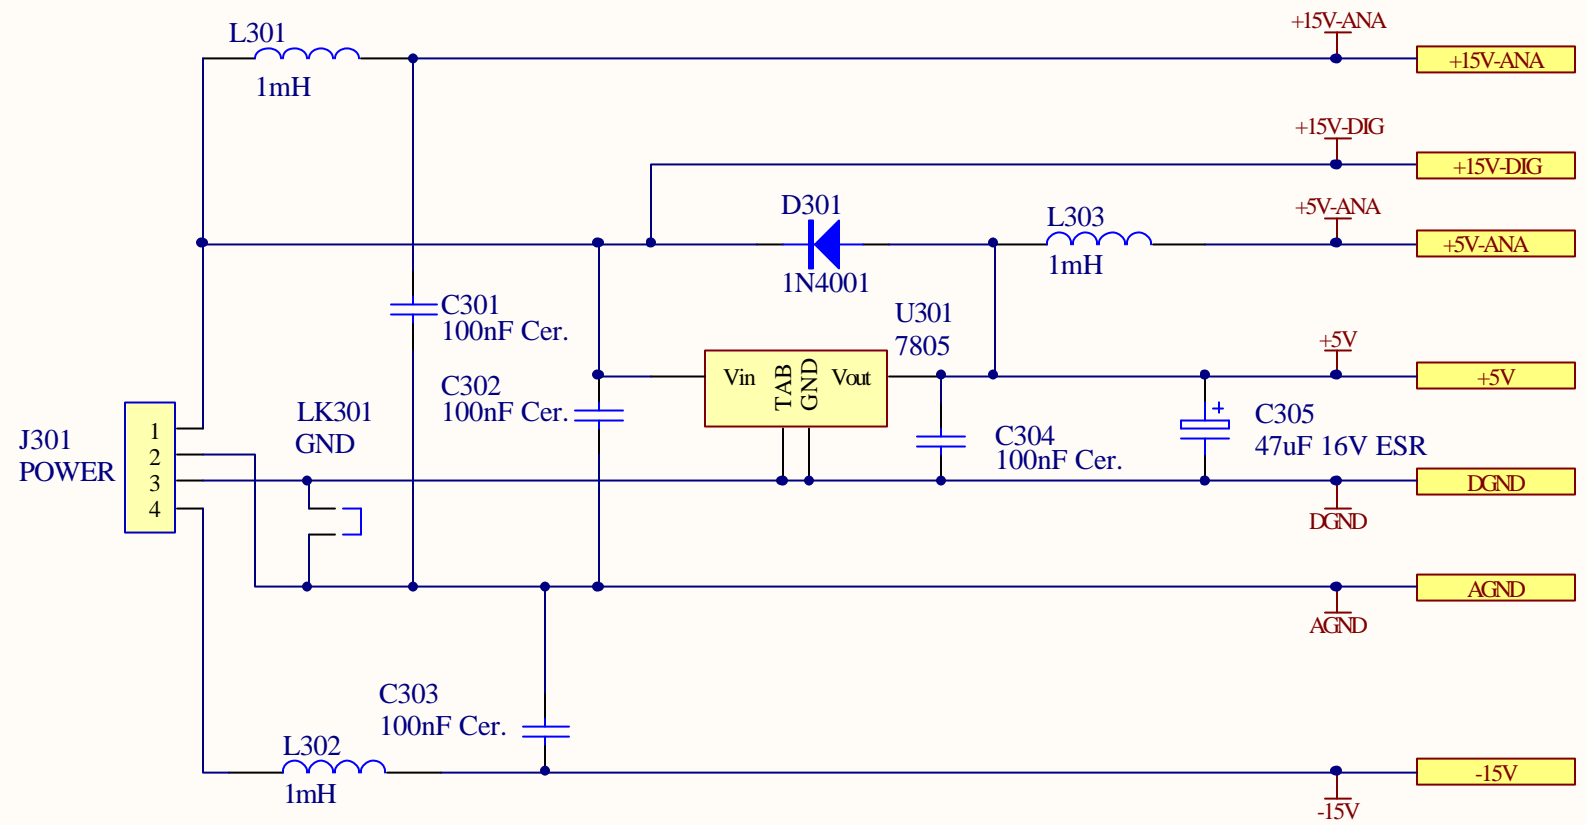 +15V-ANA
L301
+15V-ANA
1mH
+15V-DIG
+15V-DIG
D301
L303
+5V-ANA
+5V-ANA
1N4001
1mH
C301
100nF Cer.
U301
7805
+5V
Vin
TAB
GND
Vout
+5V
C302
100nF Cer.
LK301
GND
C305
47uF 16V ESR
+
J301
POWER
1
2
3
4
C304
100nF Cer.
DGND
DGND
AGND
AGND
C303
100nF Cer.
L302
1mH
-15V
-15V